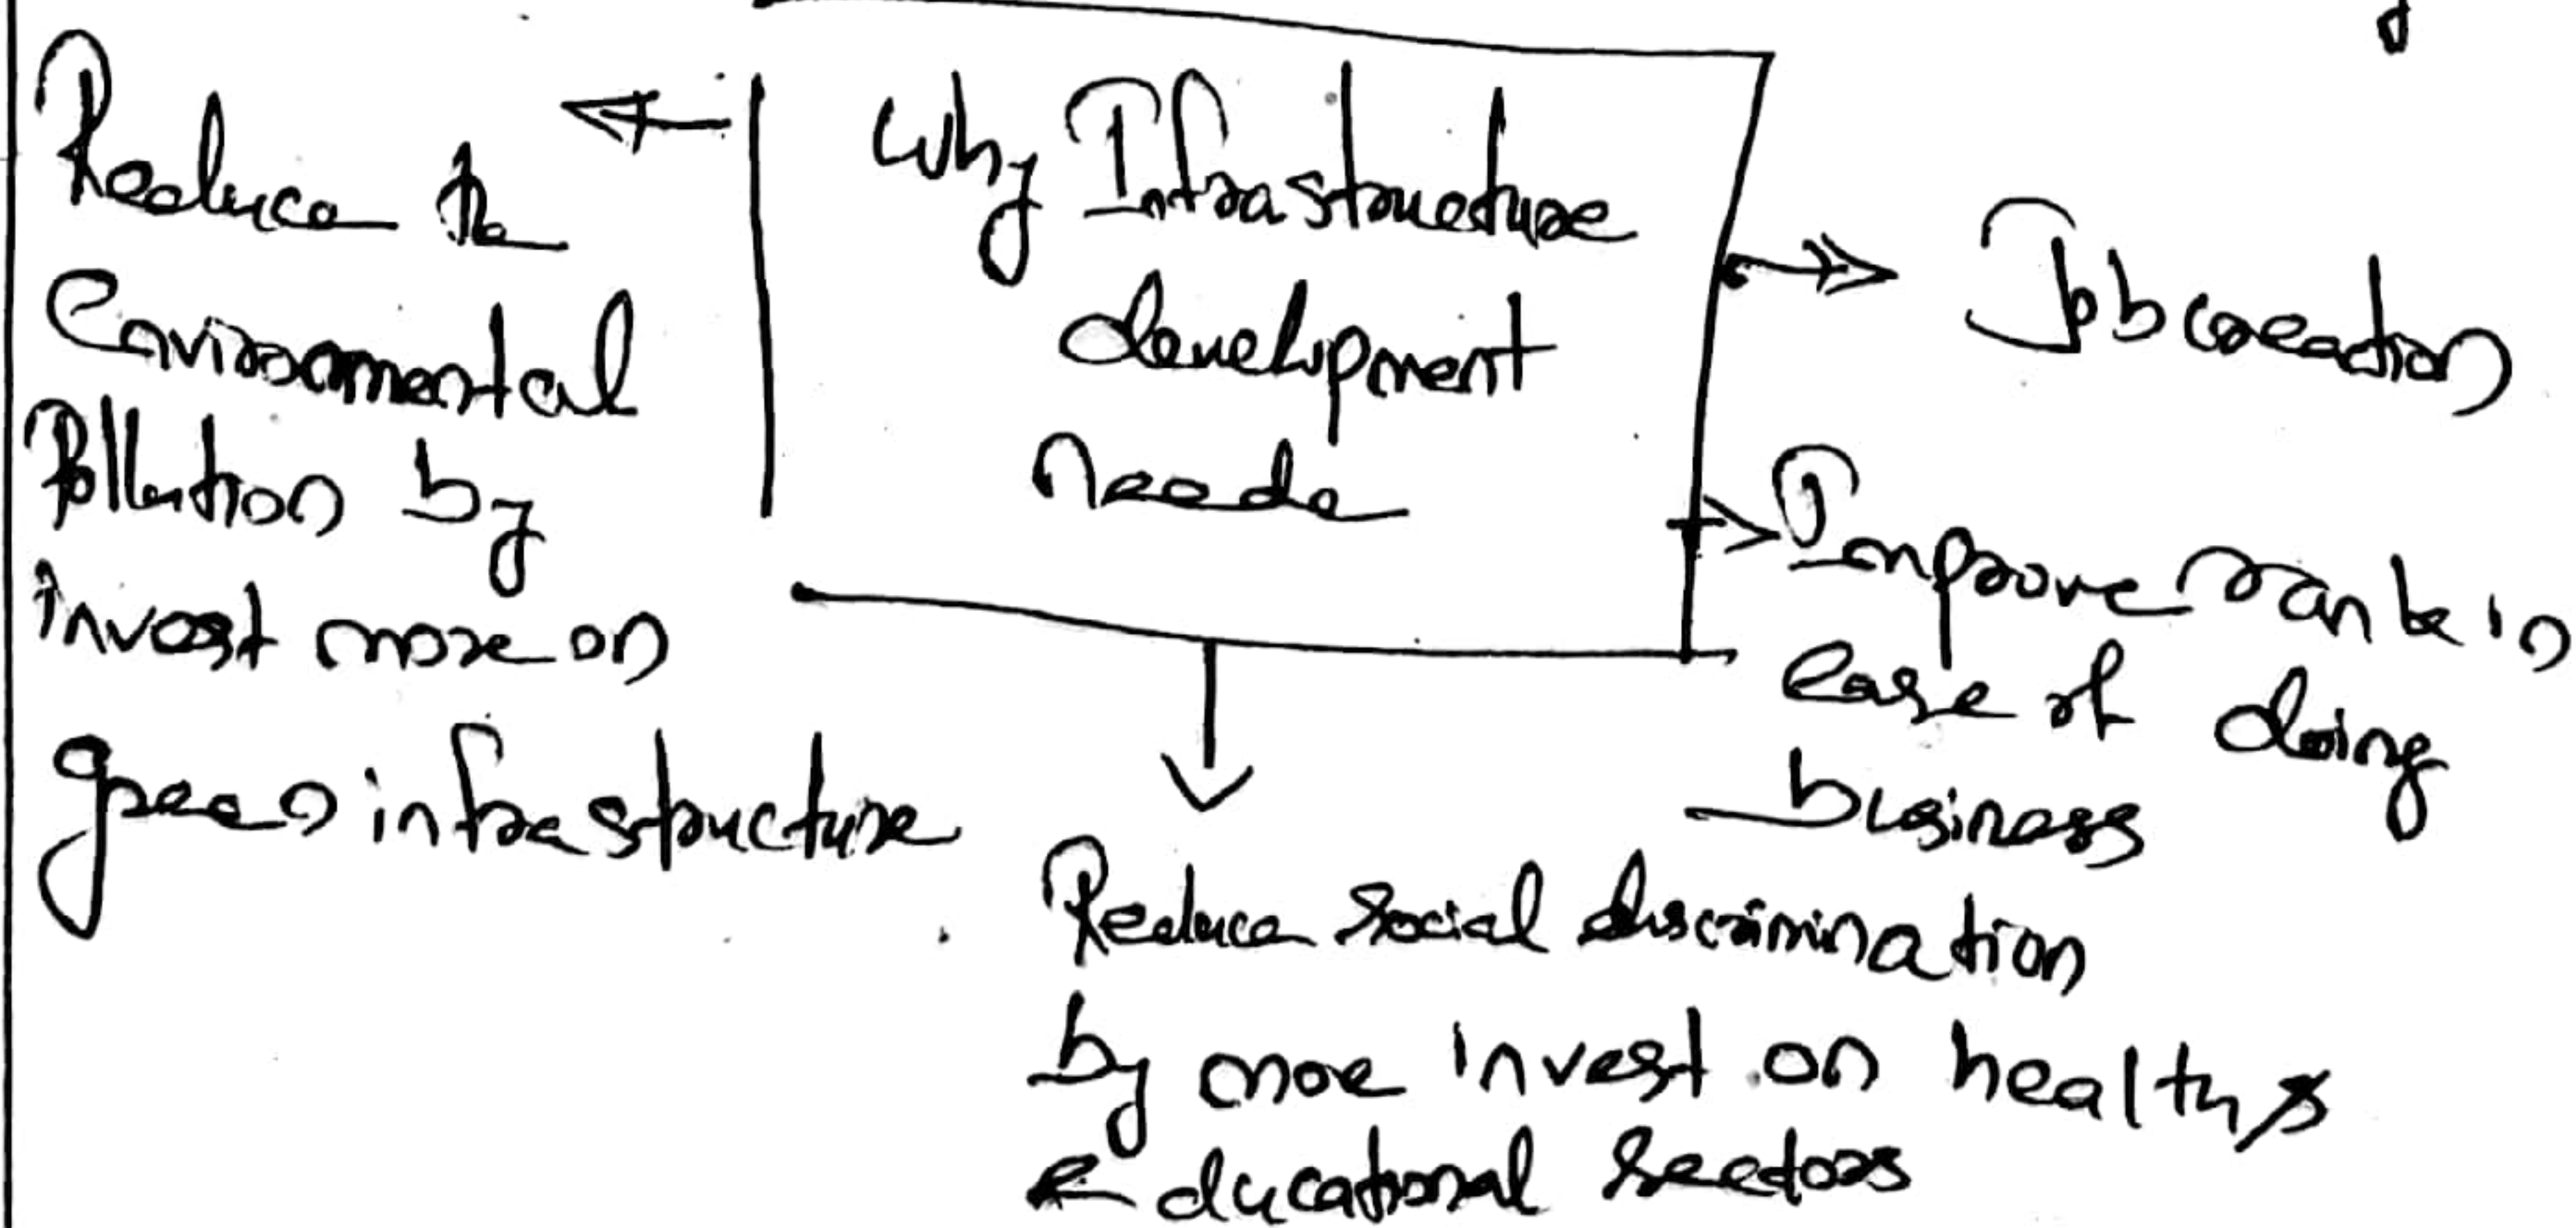 Why Infrastructure
development
Neede
Reduce the
Environmental
Pollution by
invest more on
green infrastructure
Job creation
Improve rank in
ease of doing
business
Reduce social discrimination
by more invest on health &
educational sectors